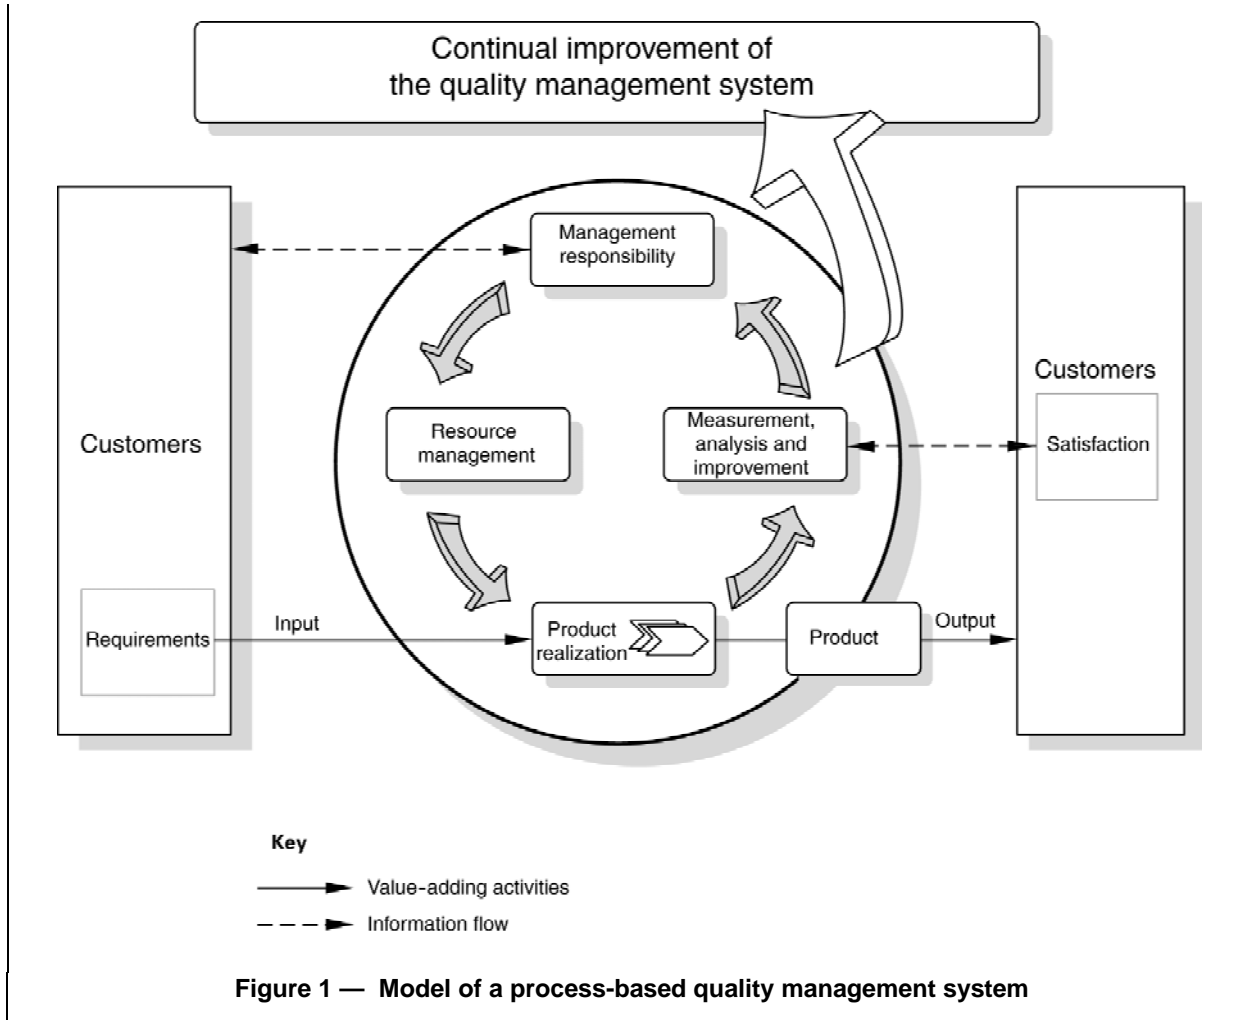 Continual improvement of
the quality management system
Management
responsibility
Customers
Resource
management
Measurement,
analysis and
improvement
Customers
Satisfaction
Requirements
Input
Product
realization
Product
Output
Key
Value-adding activities
Information flow
Figure 1 — Model of a process-based quality management system